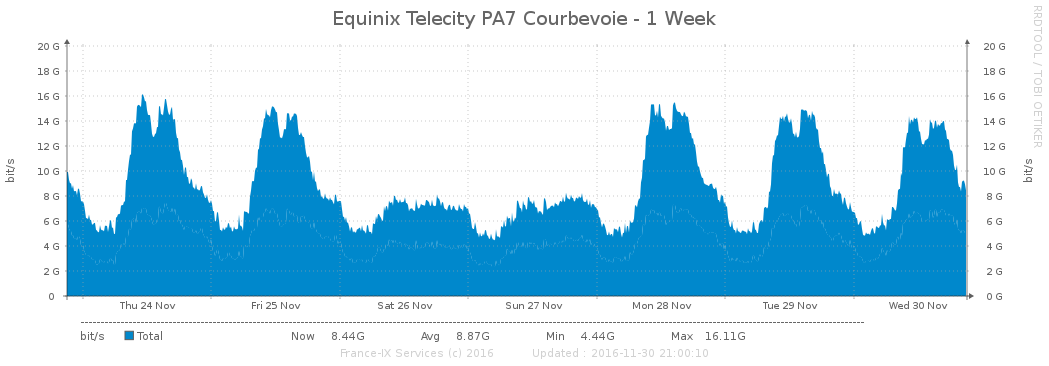 Equinix Telecity PA7 Courbevoie - 1 Week
RRDTOOL / TOBI OETIKER
bit/s
20 G
18 G
16 G
14 G
12 G
10 G
8 G
6 G
4 G
2 G
0
20 G
18 G
16 G
14 G
12 G
10 G
8 G
6 G
4 G
2 G
0 G
bit/s
Thu 24 Nov Fri 25 Nov Sat 26 Nov Sun 27 Nov Mon 28 Nov Tue 29 Nov Wed 30 Nov
bit/s Total Now 8.44G Avg 8.87G Min 4.44G Max 16.11G
France-IX Services (c) 2016 Updated : 2016-11-30 21:00:10